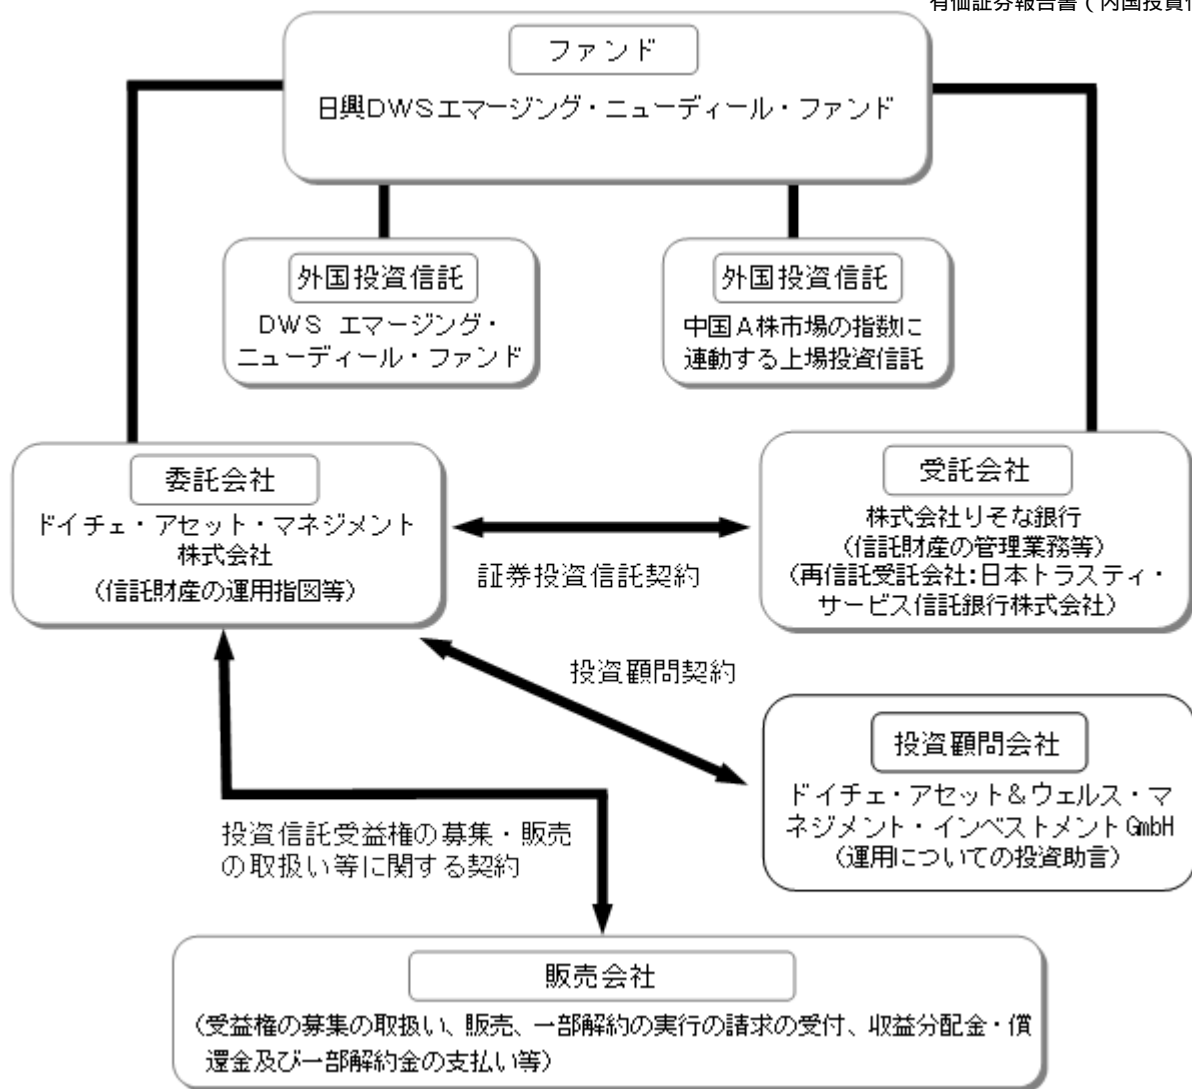 有価証券報告書(内国投資信
ファンド
日興DWSエマージング・ニューディール・ファンド
外国投資信託
DWS エマージング・
ニューディール・ファンド
外国投資信託
中国A株市場の指数に
連動する上場投資信託
委託会社
ドイチェ・アセット・マネジメント
株式会社
(信託財産の運用指図等)
証券投資信託契約
受託会社
株式会社りそな銀行
(信託財産の管理業務等)
(再信託受託会社:日本トラスティ・
サービス信託銀行株式会社)
投資顧問契約
投資顧問会社
ドイチェ・アセット&ウェルス・マ
ネジメント・インベストメントGmbH
(運用についての投資助言)
投資信託受益権の募集・販売
の取扱い等に関する契約
販売会社
(受益権の募集の取扱い、販売、一部解約の実行の請求の受付、収益分配金・償
還金及び一部解約金の支払い等)